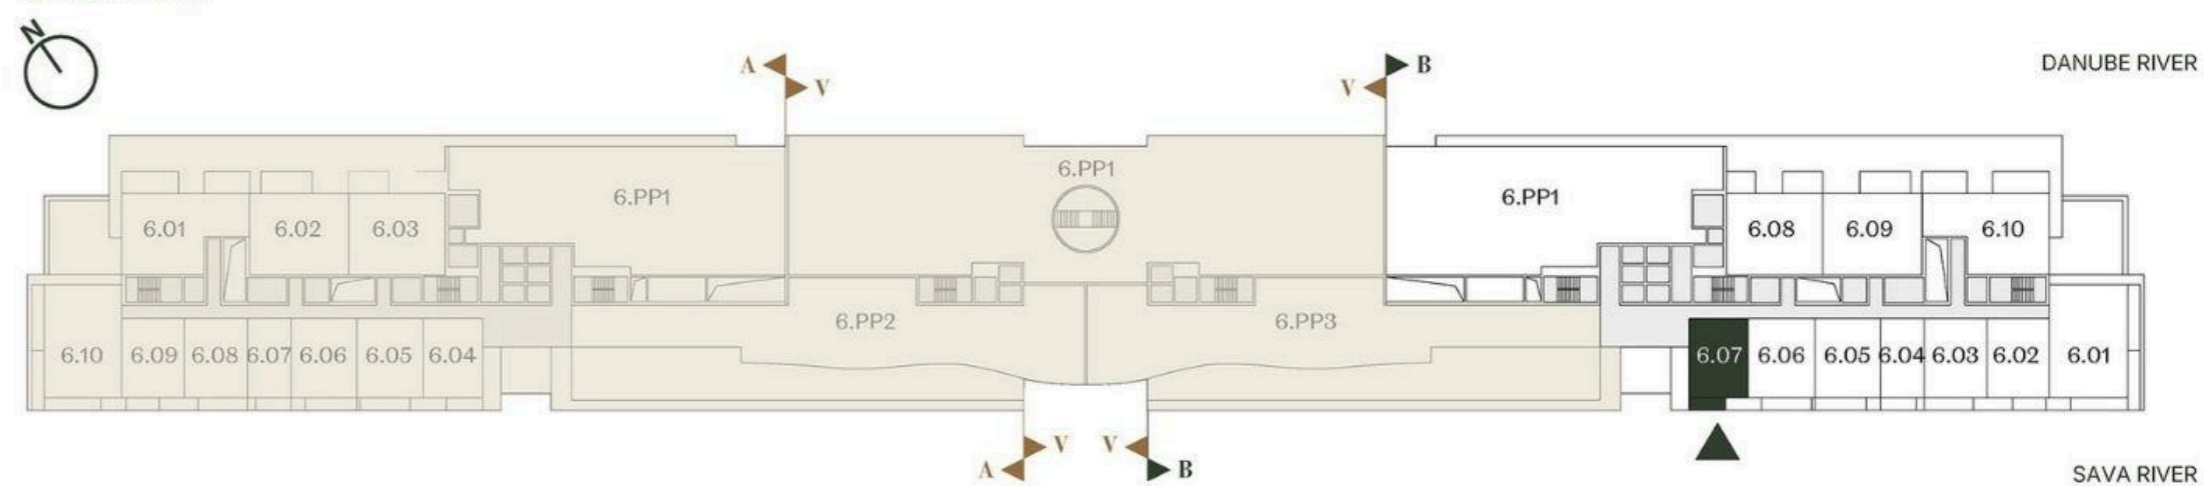 N
A B
DANUBE RIVER
V V
6.PP1
6.PP1 6.PP1
6.01 6.02 6.03 6.08 6.09 6.10
6.PP2 6.PP3
6.10 6.09 6.08 6.07 6.06 6.05 6.04 6.07 6.06 6.05 6.04 6.03 6.02 6.01
V V
A B
SAVA RIVER